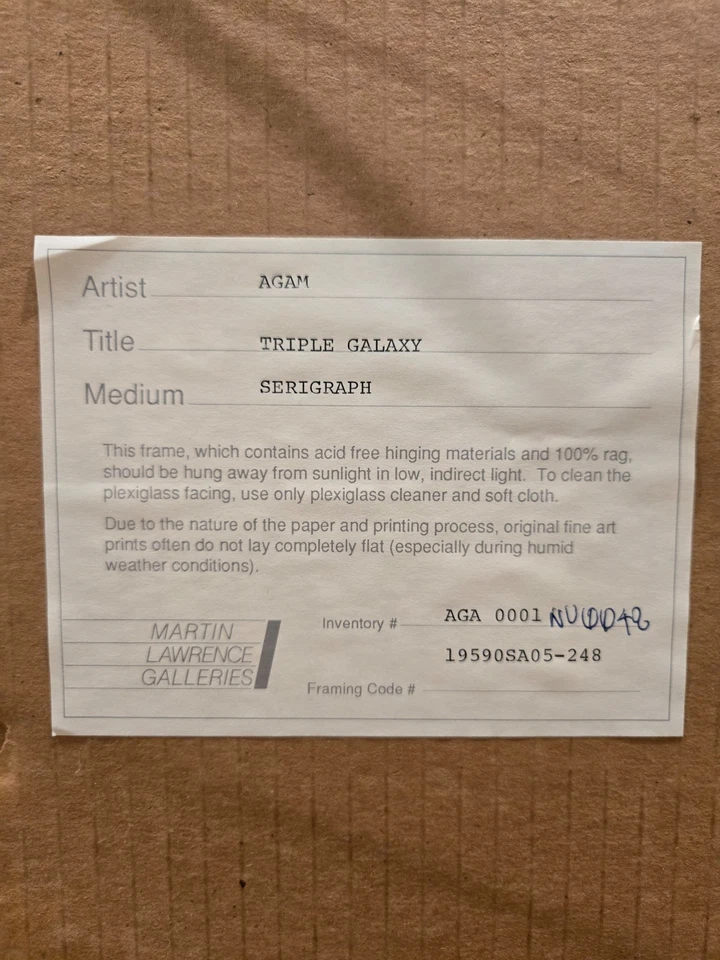 Artist AGAM
Title TRIPLE GALAXY
Medium SERIGRAPH
This frame, which contains acid free hinging materials and 100% rag,
should be hung away from sunlight in low, indirect light. To clean the
plexiglass facing, use only plexiglass cleaner and soft cloth.
Due to the nature of the paper and printing process, original fine art
prints often do not lay completely flat (especially during humid
weather conditions).
MARTIN
LAWRENCE
GALLERIES
Inventory # AGA 0001
19590SA05-248
Framing Code #